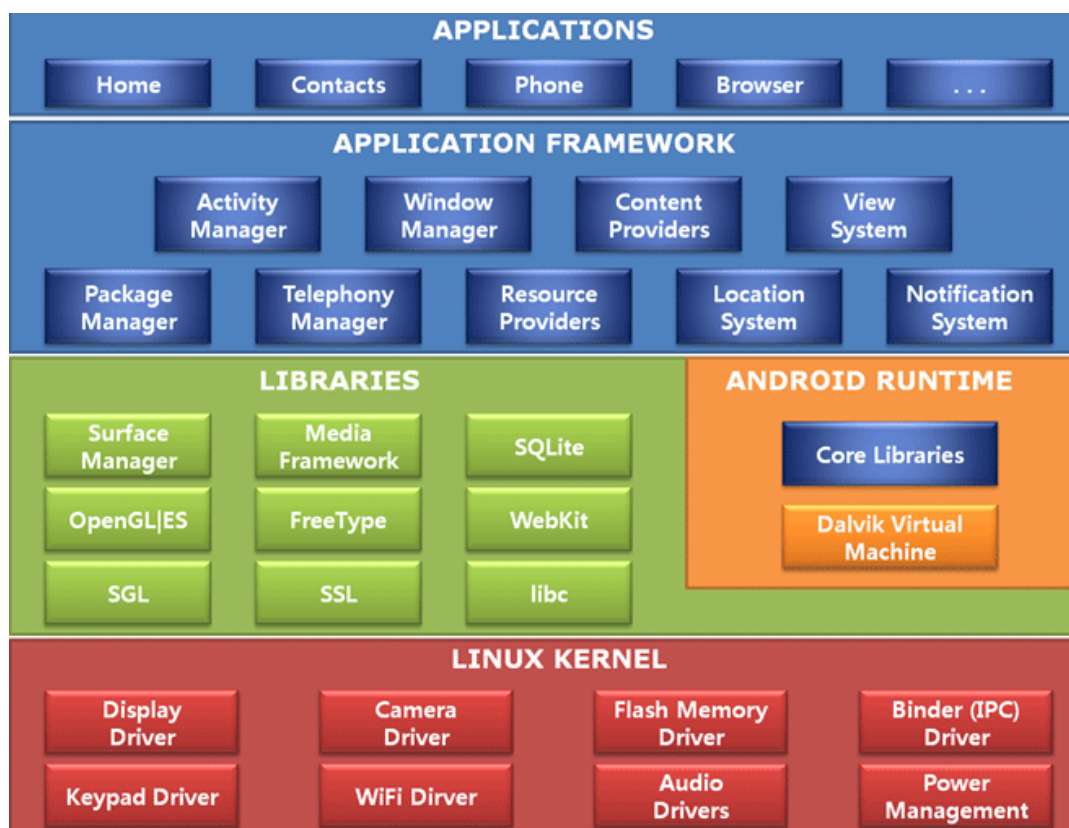 APPLICATIONS
Home
Contacts
Phone
Browser
. . .
APPLICATION FRAMEWORK
Activity
Manager
Window
Manager
Content
Providers
View
System
Package
Manager
Telephony
Manager
Resource
Providers
Location
System
Notification
System
LIBRARIES
Surface
Manager
Media
Framework
SQLite
OpenGL|ES
FreeType
WebKit
SGL
SSL
libc
ANDROID RUNTIME
Core Libraries
Dalvik Virtual
Machine
LINUX KERNEL
Display
Driver
Camera
Driver
Flash Memory
Driver
Binder (IPC)
Driver
Keypad Driver
WiFi Dirver
Audio
Drivers
Power
Management